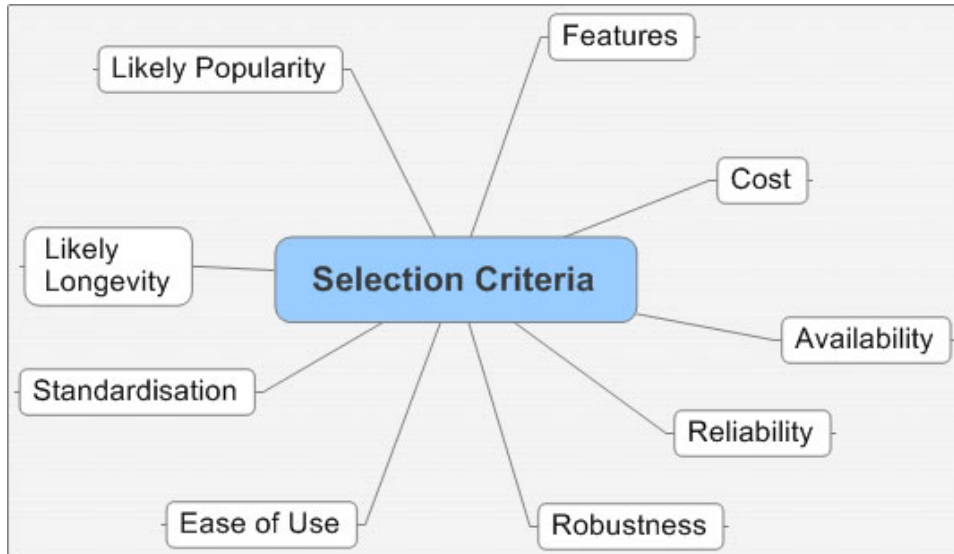 Features
Likely Popularity
Cost
Likely
Longevity
Selection Criteria
Availability
Standardisation
Reliability
Ease of Use
Robustness